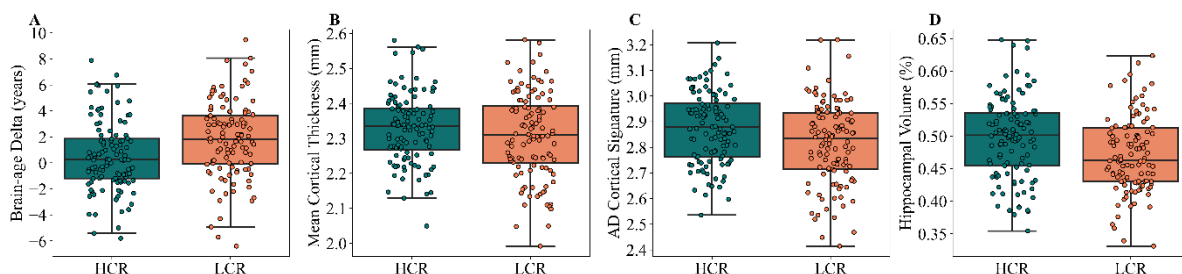 A
Brain-age Delta (years)
10
8
6
4
2
0
−2
−4
−6
HCR
LCR
B
Mean Cortical Thickness (mm)
2.6
2.5
2.4
2.3
2.2
2.1
2.0
HCR
LCR
C
AD Cortical Signature (mm)
3.2
3.1
3.0
2.9
2.8
2.7
2.6
2.5
2.4
HCR
LCR
D
Hippocampal Volume (%)
0.65
0.60
0.55
0.50
0.45
0.40
0.35
HCR
LCR